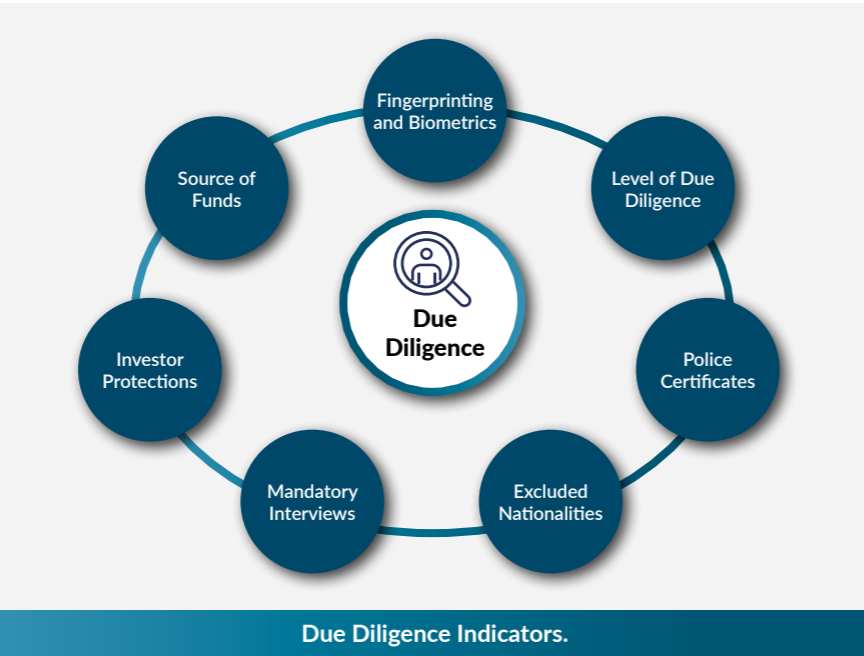 Fingerprinting
and Biometrics
Level of Due
Diligence
Police
Certificates
Excluded
Nationalities
Mandatory
Interviews
Investor
Protections
Source of
Funds
Due
Diligence
Due Diligence Indicators.